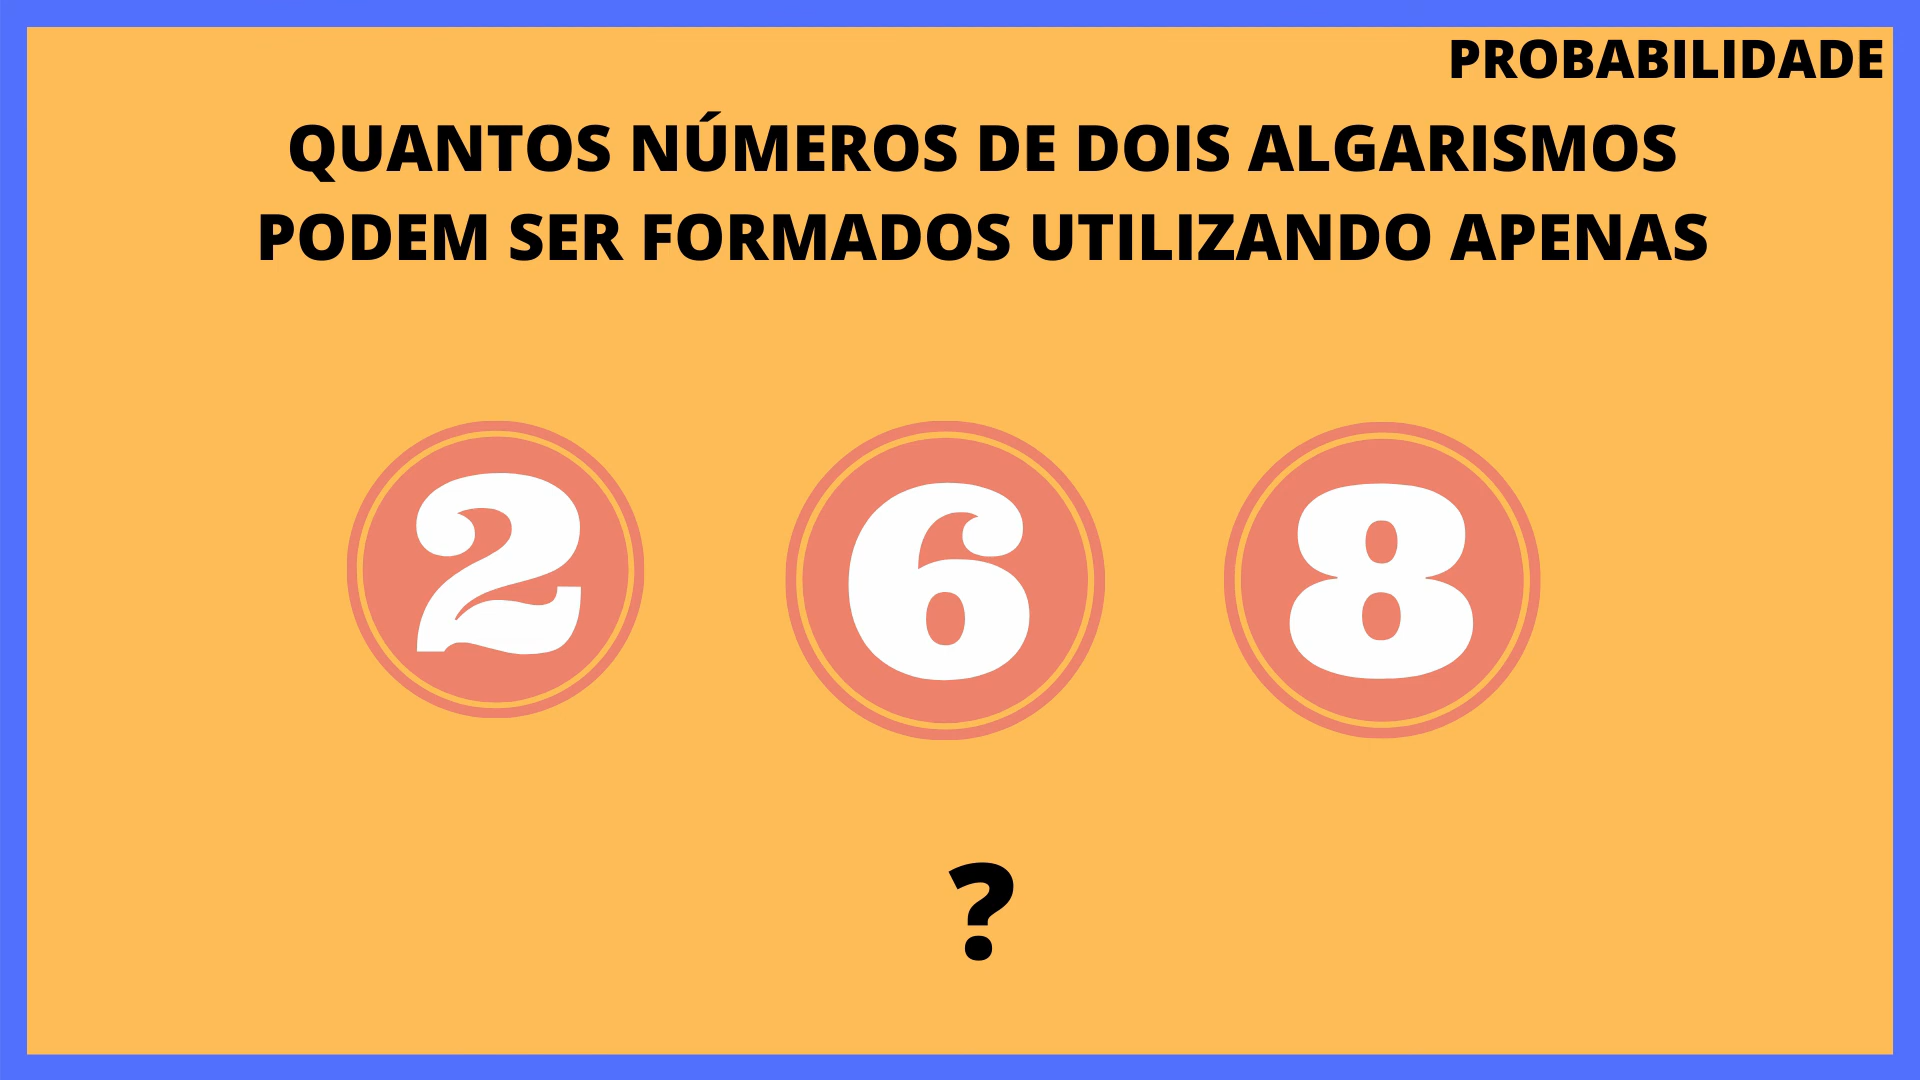 PROBABILIDADE
QUANTOS NÚMEROS DE DOIS ALGARISMOS
PODEM SER FORMADOS UTILIZANDO APENAS
2 6 8
?